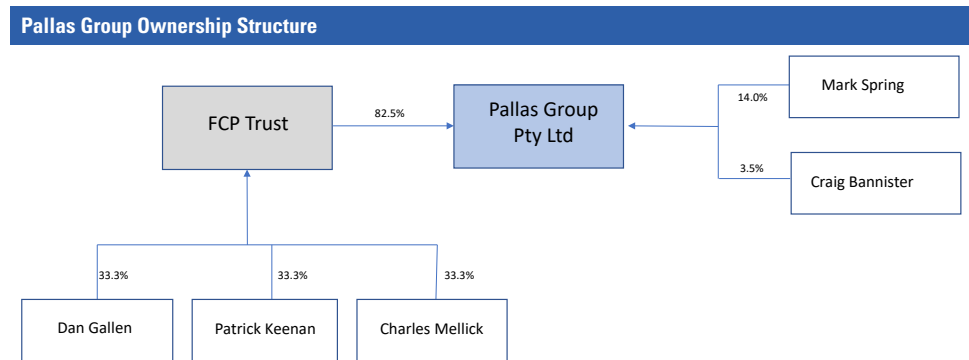 Pallas Group Ownership Structure
FCP Trust
82.5%
Pallas Group
Pty Ltd
14.0%
Mark Spring
3.5%
Craig Bannister
33.3%
33.3%
33.3%
Dan Gallen
Patrick Keenan
Charles Mellick